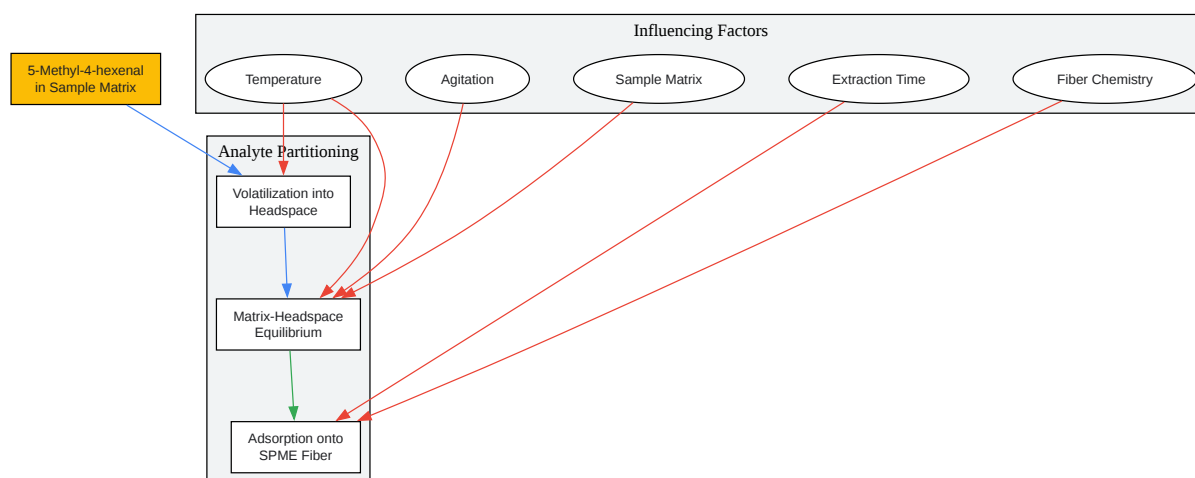 Influencing Factors
5-Methyl-4-hexenal
in Sample Matrix
Temperature
Agitation
Sample Matrix
Extraction Time
Fiber Chemistry
Analyte Partitioning
Volatilization into
Headspace
Matrix-Headspace
Equilibrium
Adsorption onto
SPME Fiber